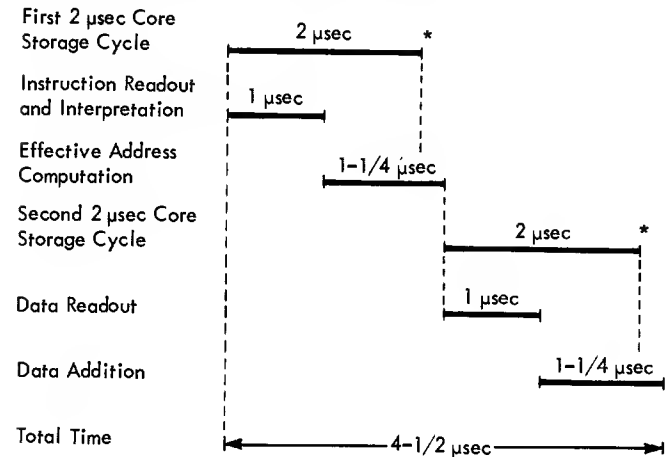 First 2 µsec Core
Storage Cycle
2 µsec
*
Instruction Readout
and Interpretation
1 µsec
Effective Address
Computation
1-1/4 µsec
Second 2 µsec Core
Storage Cycle
2 µsec
*
Data Readout
1 µsec
Data Addition
1-1/4 µsec
Total Time
4-1/2 µsec